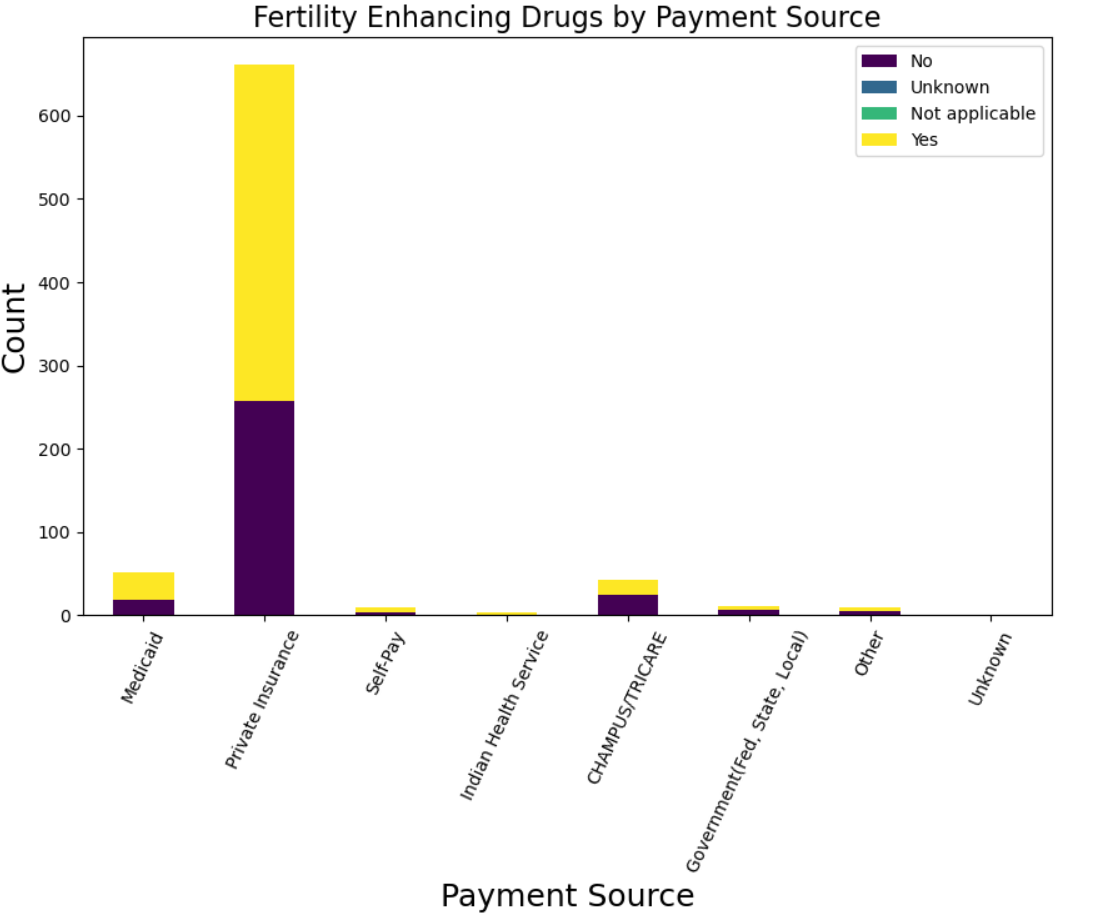 Fertility Enhancing Drugs by Payment Source
No
Unknown
Not applicable
Yes
Count
600
500
400
300
200
100
0
Medicaid
Private Insurance
Self-Pay
Indian Health Service
CHAMPUS/TRICARE
Government(Fed, State, Local)
Other
Unknown
Payment Source